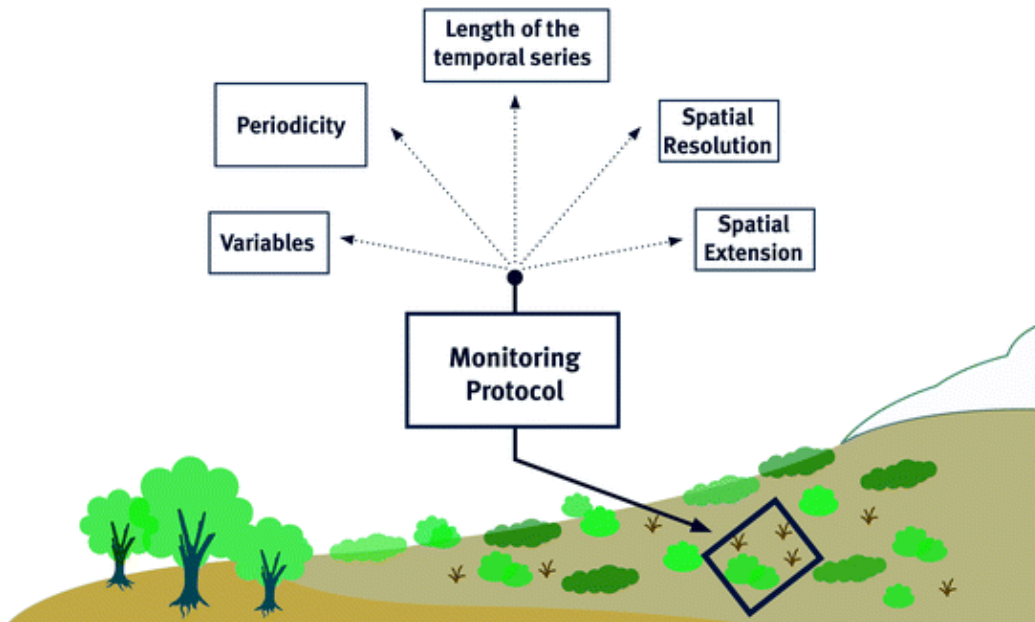 Length of the
temporal series
Periodicity
Spatial
Resolution
Variables
Spatial
Extension
Monitoring
Protocol